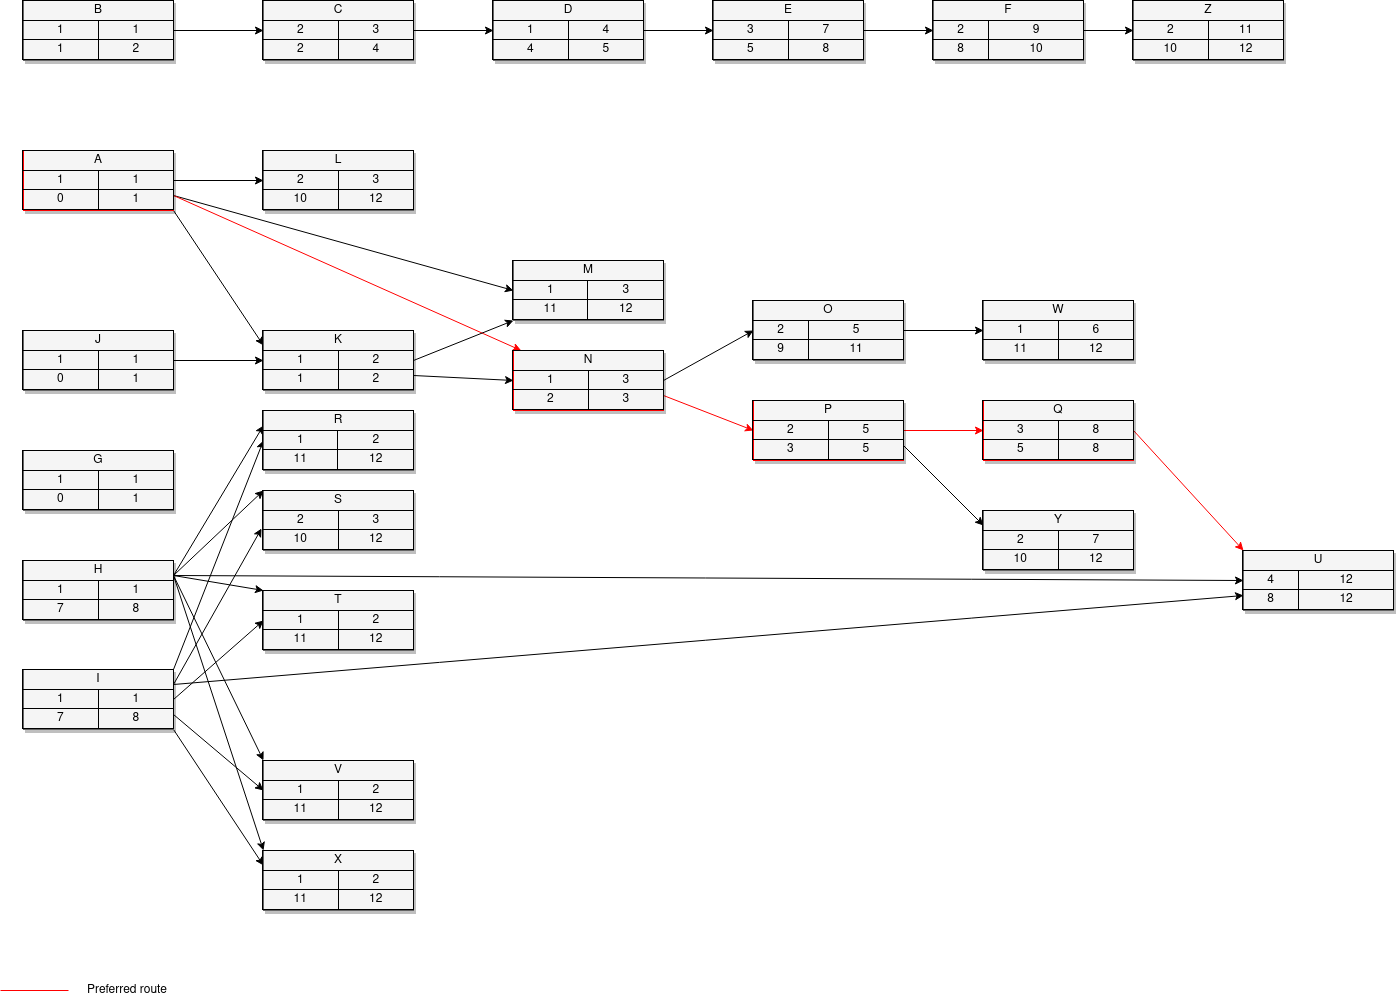 B
1 1
1 2
C
2 3
2 4
D
1 4
4 5
E
3 7
5 8
F
2 9
8 10
Z
2 11
10 12
A
1 1
0 1
L
2 3
10 12
M
1 3
11 12
J
1 1
0 1
K
1 2
1 2
N
1 3
2 3
O
2 5
9 11
W
1 6
11 12
P
2 5
3 5
Q
3 8
5 8
R
1 2
11 12
G
1 1
0 1
S
2 3
10 12
Y
2 7
10 12
H
1 1
7 8
T
1 2
11 12
U
4 12
8 12
I
1 1
7 8
V
1 2
11 12
X
1 2
11 12
Preferred route